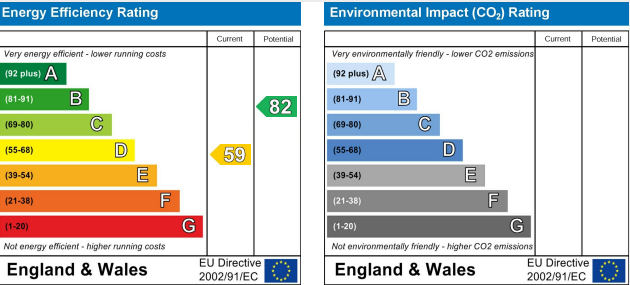 Energy Efficiency Rating
Current Potential
Very energy efficient - lower running costs
(92 plus) A
(81-91) B
(69-80) C
(55-68) D
(39-54) E
(21-38) F
(1-20) G
82
59
Not energy efficient - higher running costs
England & Wales
EU Directive
2002/91/EC
Environmental Impact (CO₂) Rating
Current Potential
Very environmentally friendly - lower CO2 emissions
(92 plus) A
(81-91) B
(69-80) C
(55-68) D
(39-54) E
(21-38) F
(1-20) G
Not environmentally friendly - higher CO2 emissions
England & Wales
EU Directive
2002/91/EC